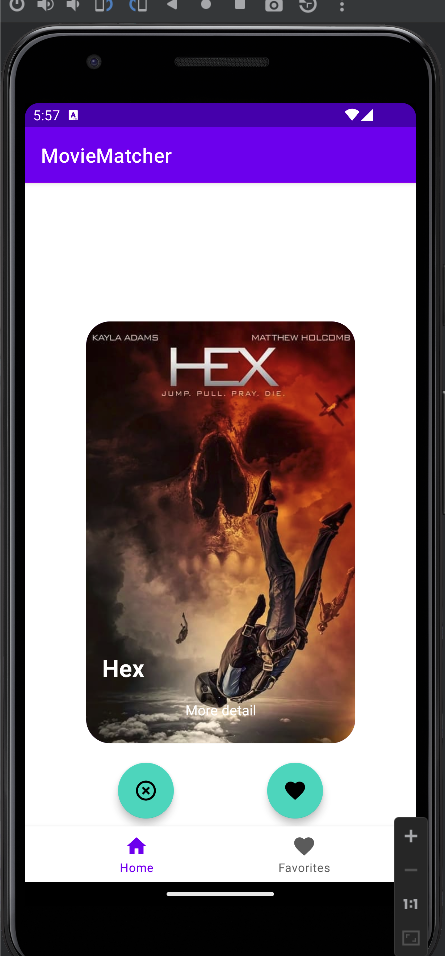 5:57 A
MovieMatcher
KAYLA ADAMS MATTHEW HOLCOMB
HEX
JUMP. PULL. PRAY. DIE.
Hex
More detail
Home Favorites
1:1